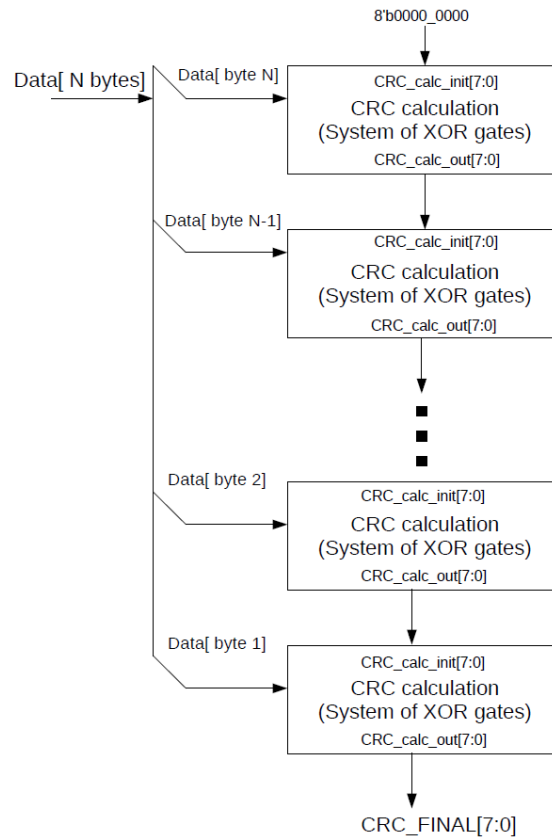 8'b0000_0000
Data[ N bytes]
Data[ byte N]
CRC_calc_init[7:0]
CRC calculation
(System of XOR gates)
CRC_calc_out[7:0]
Data[ byte N-1]
CRC_calc_init[7:0]
CRC calculation
(System of XOR gates)
CRC_calc_out[7:0]
Data[ byte 2]
CRC_calc_init[7:0]
CRC calculation
(System of XOR gates)
CRC_calc_out[7:0]
Data[ byte 1]
CRC_calc_init[7:0]
CRC calculation
(System of XOR gates)
CRC_calc_out[7:0]
CRC_FINAL[7:0]